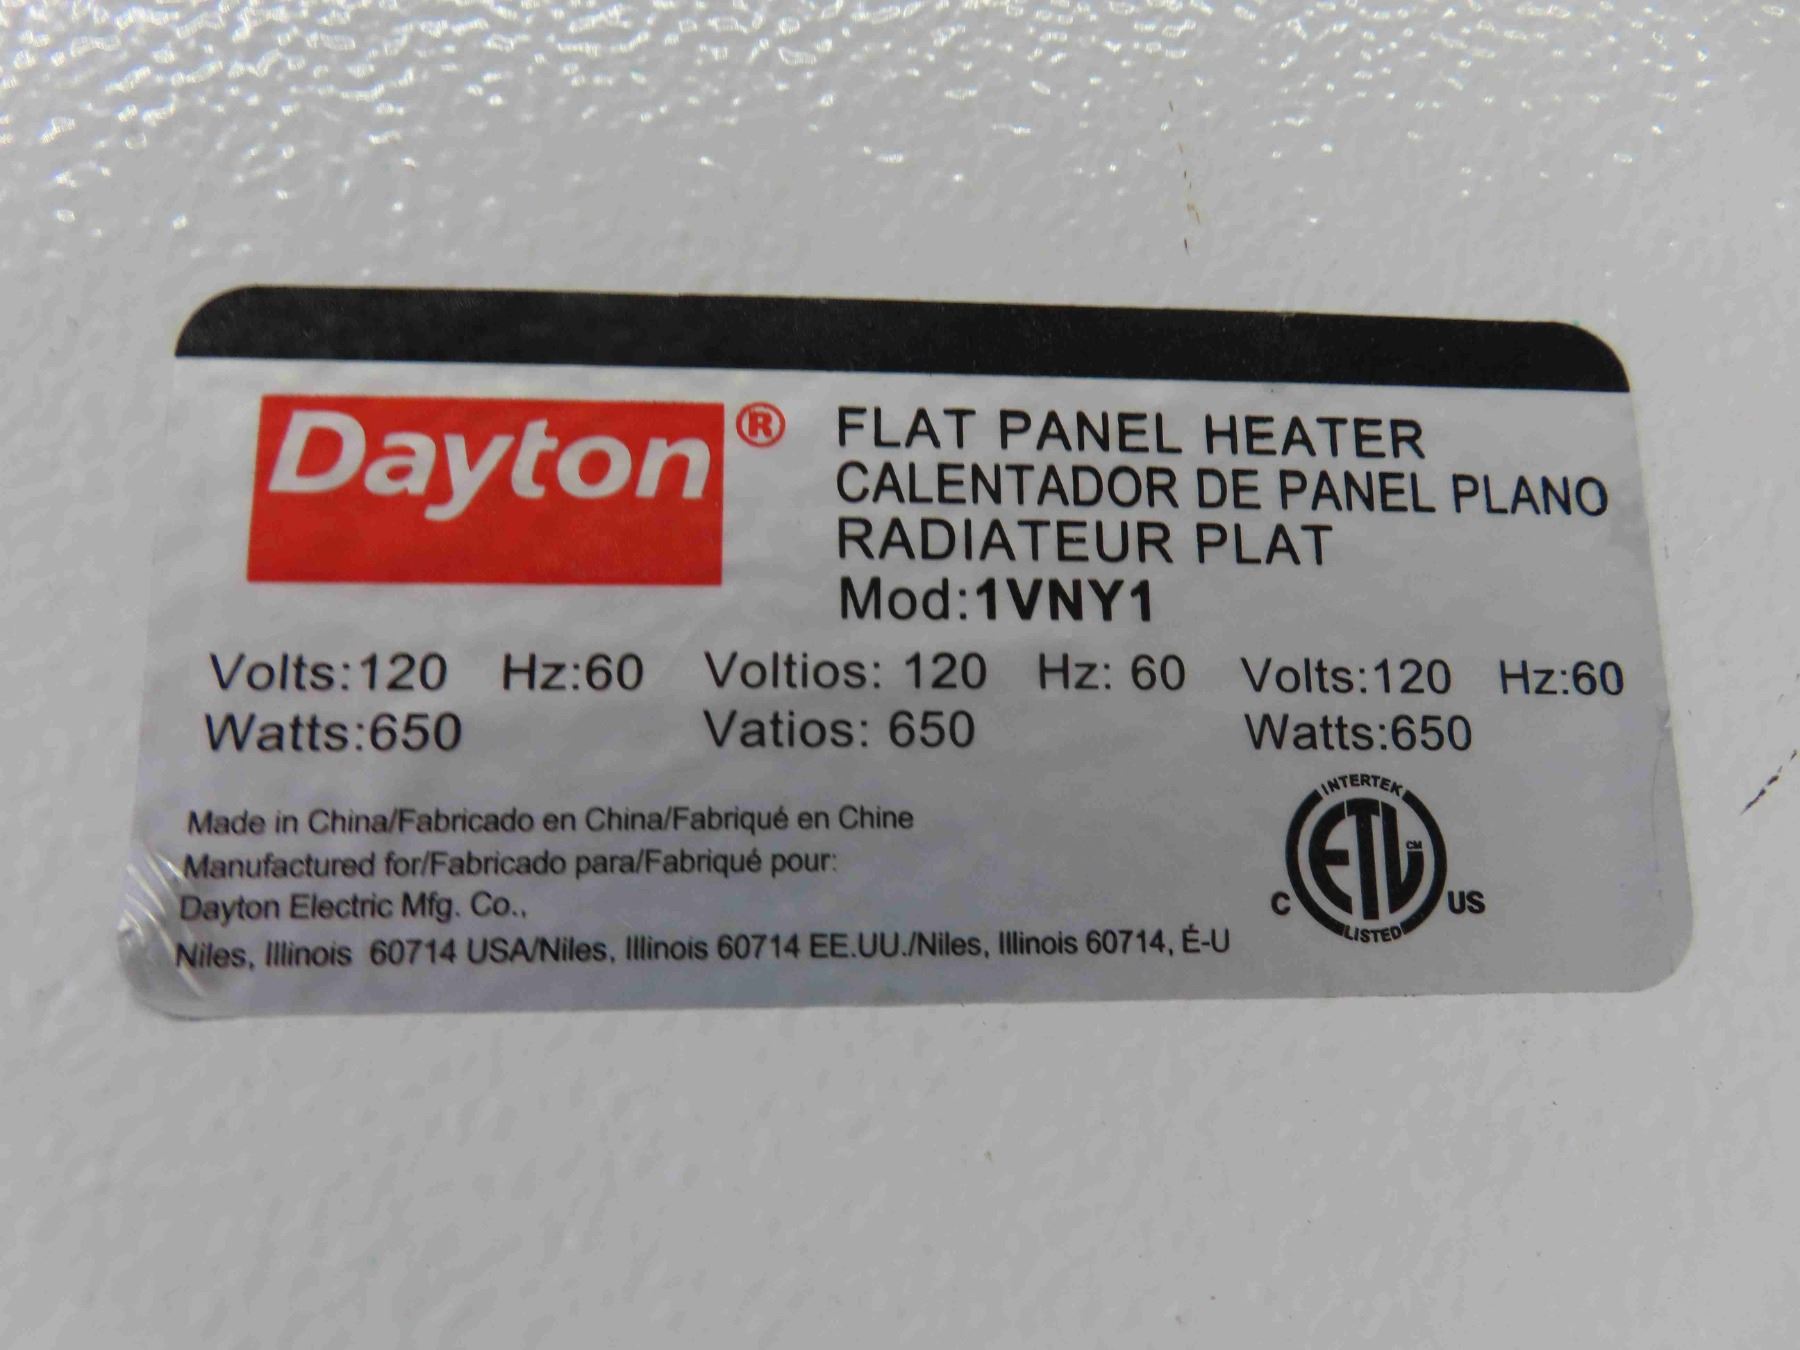 Dayton®
FLAT PANEL HEATER
CALENTADOR DE PANEL PLANO
RADIATEUR PLAT
Mod:1VNY1
Volts:120 Hz:60 Voltios: 120 Hz: 60 Volts:120 Hz:60
Watts:650 Vatios: 650 Watts:650
Made in China/Fabricado en China/Fabriqué en Chine
Manufactured for/Fabricado para/Fabriqué pour:
Dayton Electric Mfg. Co.,
Niles, Illinois 60714 USA/Niles, Illinois 60714 EE.UU./Niles, Illinois 60714, É-U
INTERTEK
ETL CM
C US
LISTED